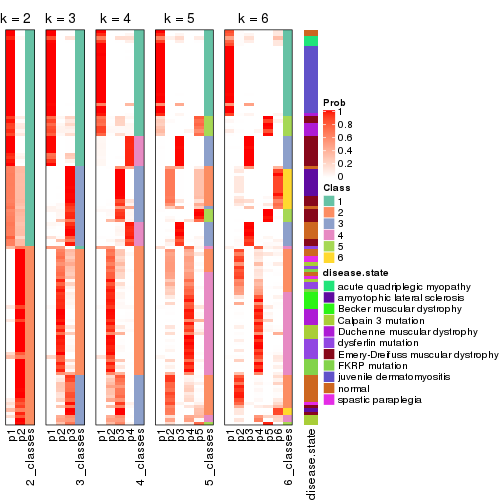 k = 2 k = 3 k = 4 k = 5 k = 6
Prob
1
0.8
0.6
0.4
0.2
0
Class
1
2
3
4
5
6
disease.state
acute quadriplegic myopathy
amyotophic lateral sclerosis
Becker muscular dystrophy
Calpain 3 mutation
Duchenne muscular dystrophy
dysferlin mutation
Emery-Dreifuss muscular dystrophy
FKRP mutation
juvenile dermatomyositis
normal
spastic paraplegia
p1 p2 2_classes p1 p2 p3 3_classes p1 p2 p3 p4 4_classes p1 p2 p3 p4 p5 5_classes p1 p2 p3 p4 p5 p6 6_classes disease.state